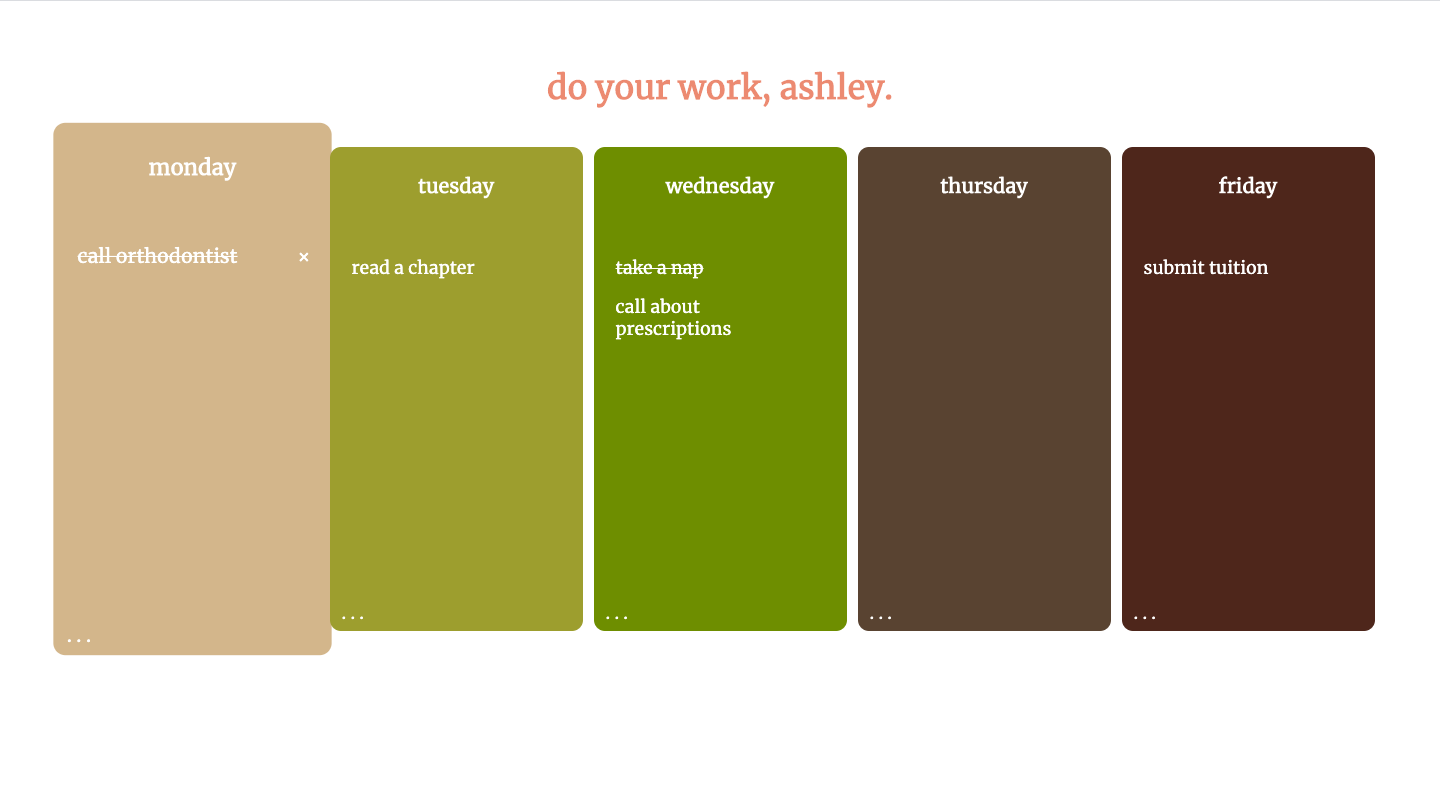 do your work, ashley.
monday
call orthodontist ×
. . .
tuesday
read a chapter
. . .
wednesday
take a nap
call about
prescriptions
. . .
thursday
. . .
friday
submit tuition
. . .